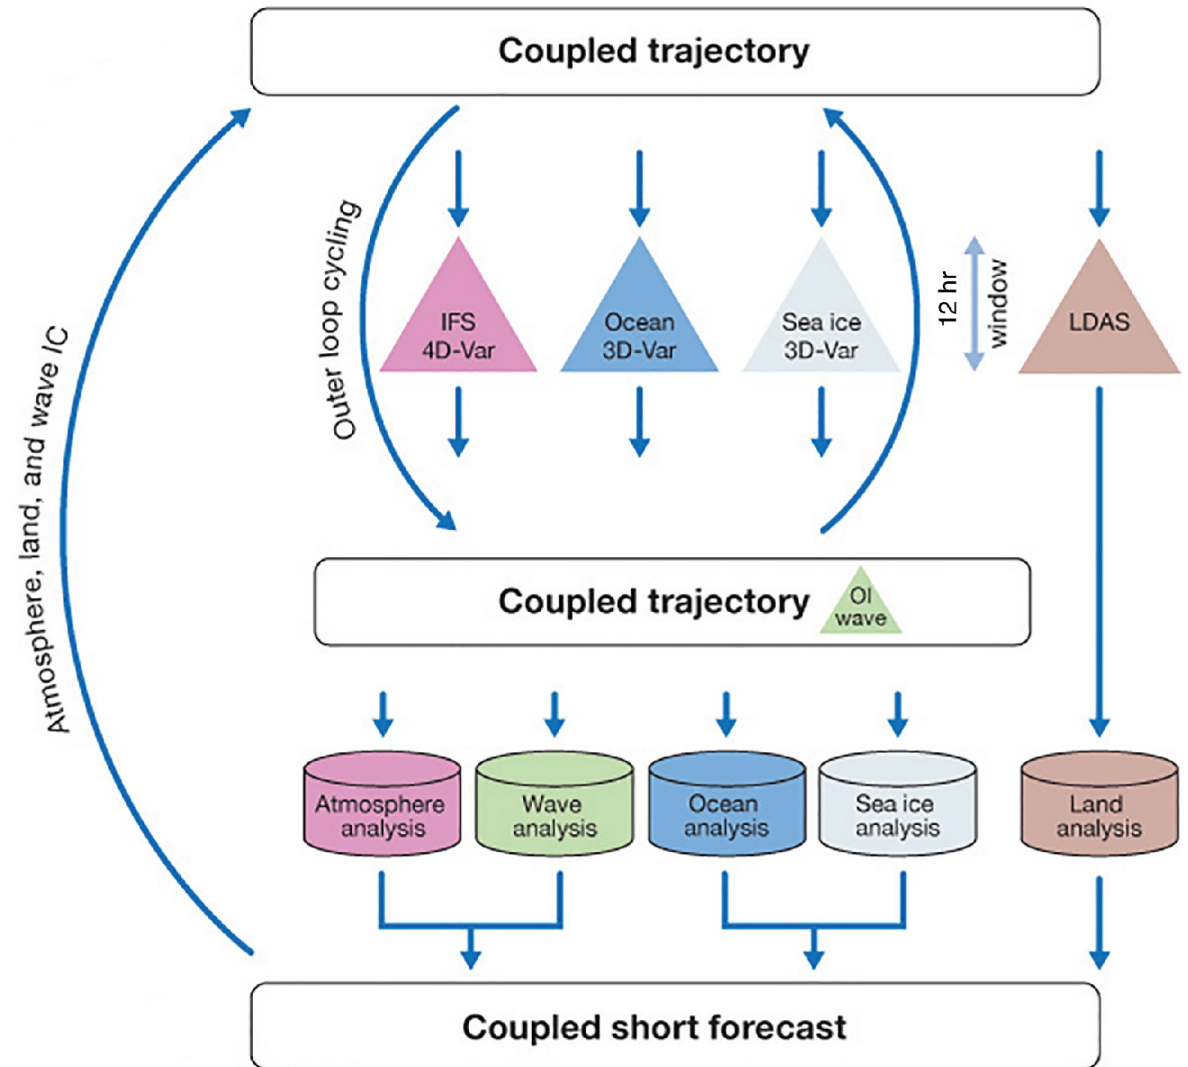 Coupled trajectory
Outer loop cycling
IFS
4D-Var
Ocean
3D-Var
Sea ice
3D-Var
12 hr
window
LDAS
Atmosphere, land, and wave IC
Coupled trajectory
OI
wave
Atmosphere
analysis
Wave
analysis
Ocean
analysis
Sea ice
analysis
Land
analysis
Coupled short forecast